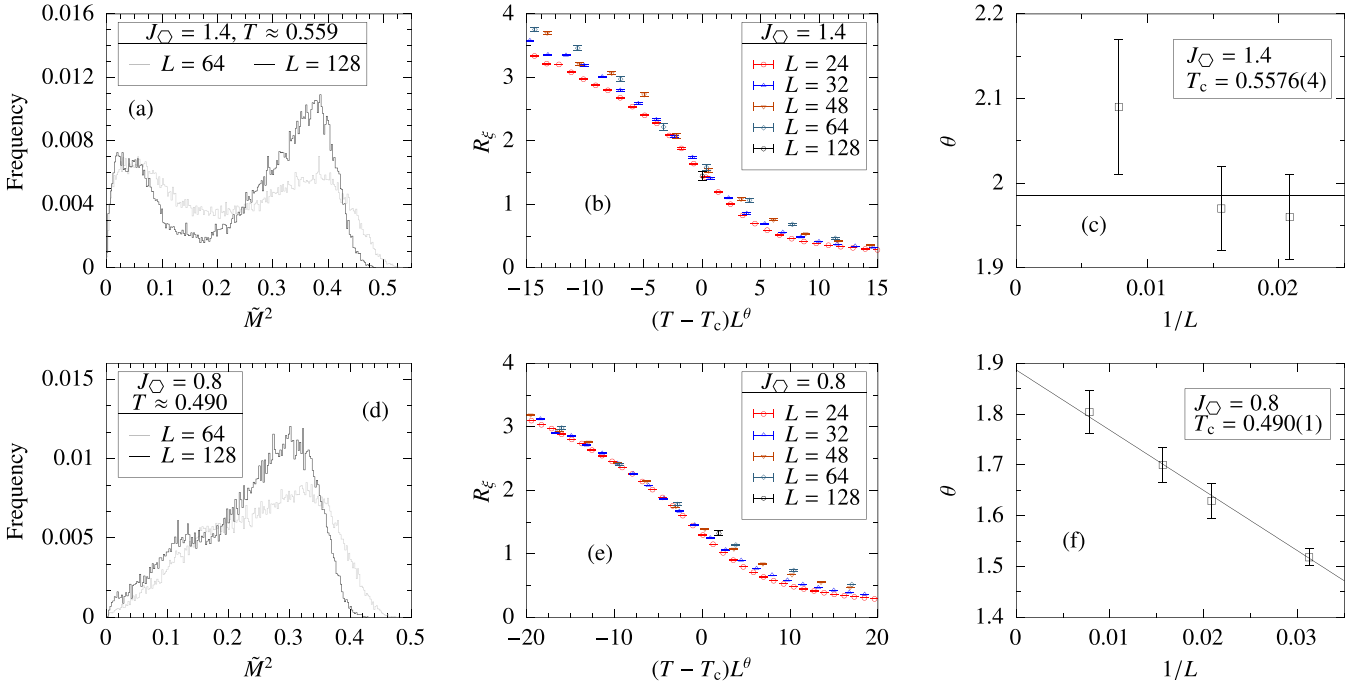 0.016
0.012
0.008
0.004
0
0 0.1 0.2 0.3 0.4 0.5
Frequency
M̃²
J⬡ = 1.4, T ≈ 0.559
L = 64 L = 128
(a)
4
3
2
1
0
−15 −10 −5 0 5 10 15
Rξ
(T − Tc)L^θ
J⬡ = 1.4
L = 24
L = 32
L = 48
L = 64
L = 128
(b)
2.2
2.1
2
1.9
0 0.01 0.02
θ
1/L
J⬡ = 1.4
Tc = 0.5576(4)
(c)
0.015
0.01
0.005
0
0 0.1 0.2 0.3 0.4 0.5
Frequency
M̃²
J⬡ = 0.8
T ≈ 0.490
L = 64
L = 128
(d)
4
3
2
1
0
−20 −10 0 10 20
Rξ
(T − Tc)L^θ
J⬡ = 0.8
L = 24
L = 32
L = 48
L = 64
L = 128
(e)
1.9
1.8
1.7
1.6
1.5
1.4
0 0.01 0.02 0.03
θ
1/L
J⬡ = 0.8
Tc = 0.490(1)
(f)